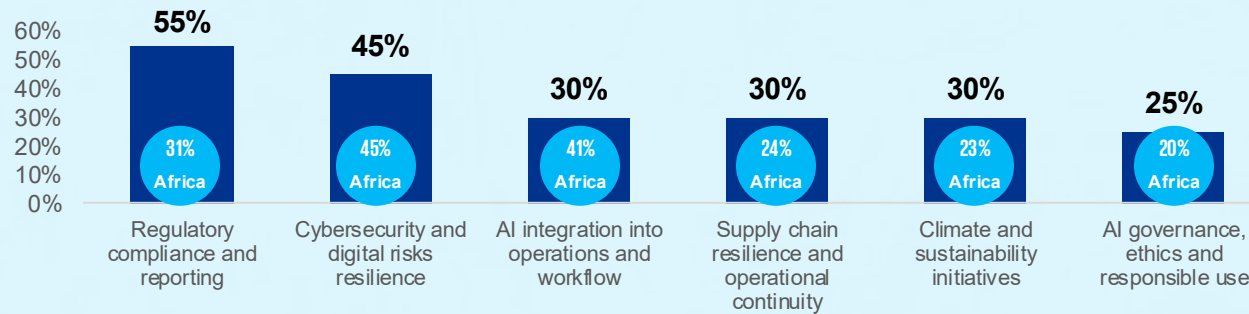 60%
50%
40%
30%
20%
10%
0%
55%
45%
30%
30%
30%
25%
31%
Africa
45%
Africa
41%
Africa
24%
Africa
23%
Africa
20%
Africa
Regulatory
compliance and
reporting
Cybersecurity and
digital risks
resilience
AI integration into
operations and
workflow
Supply chain
resilience and
operational
continuity
Climate and
sustainability
initiatives
AI governance,
ethics and
responsible use